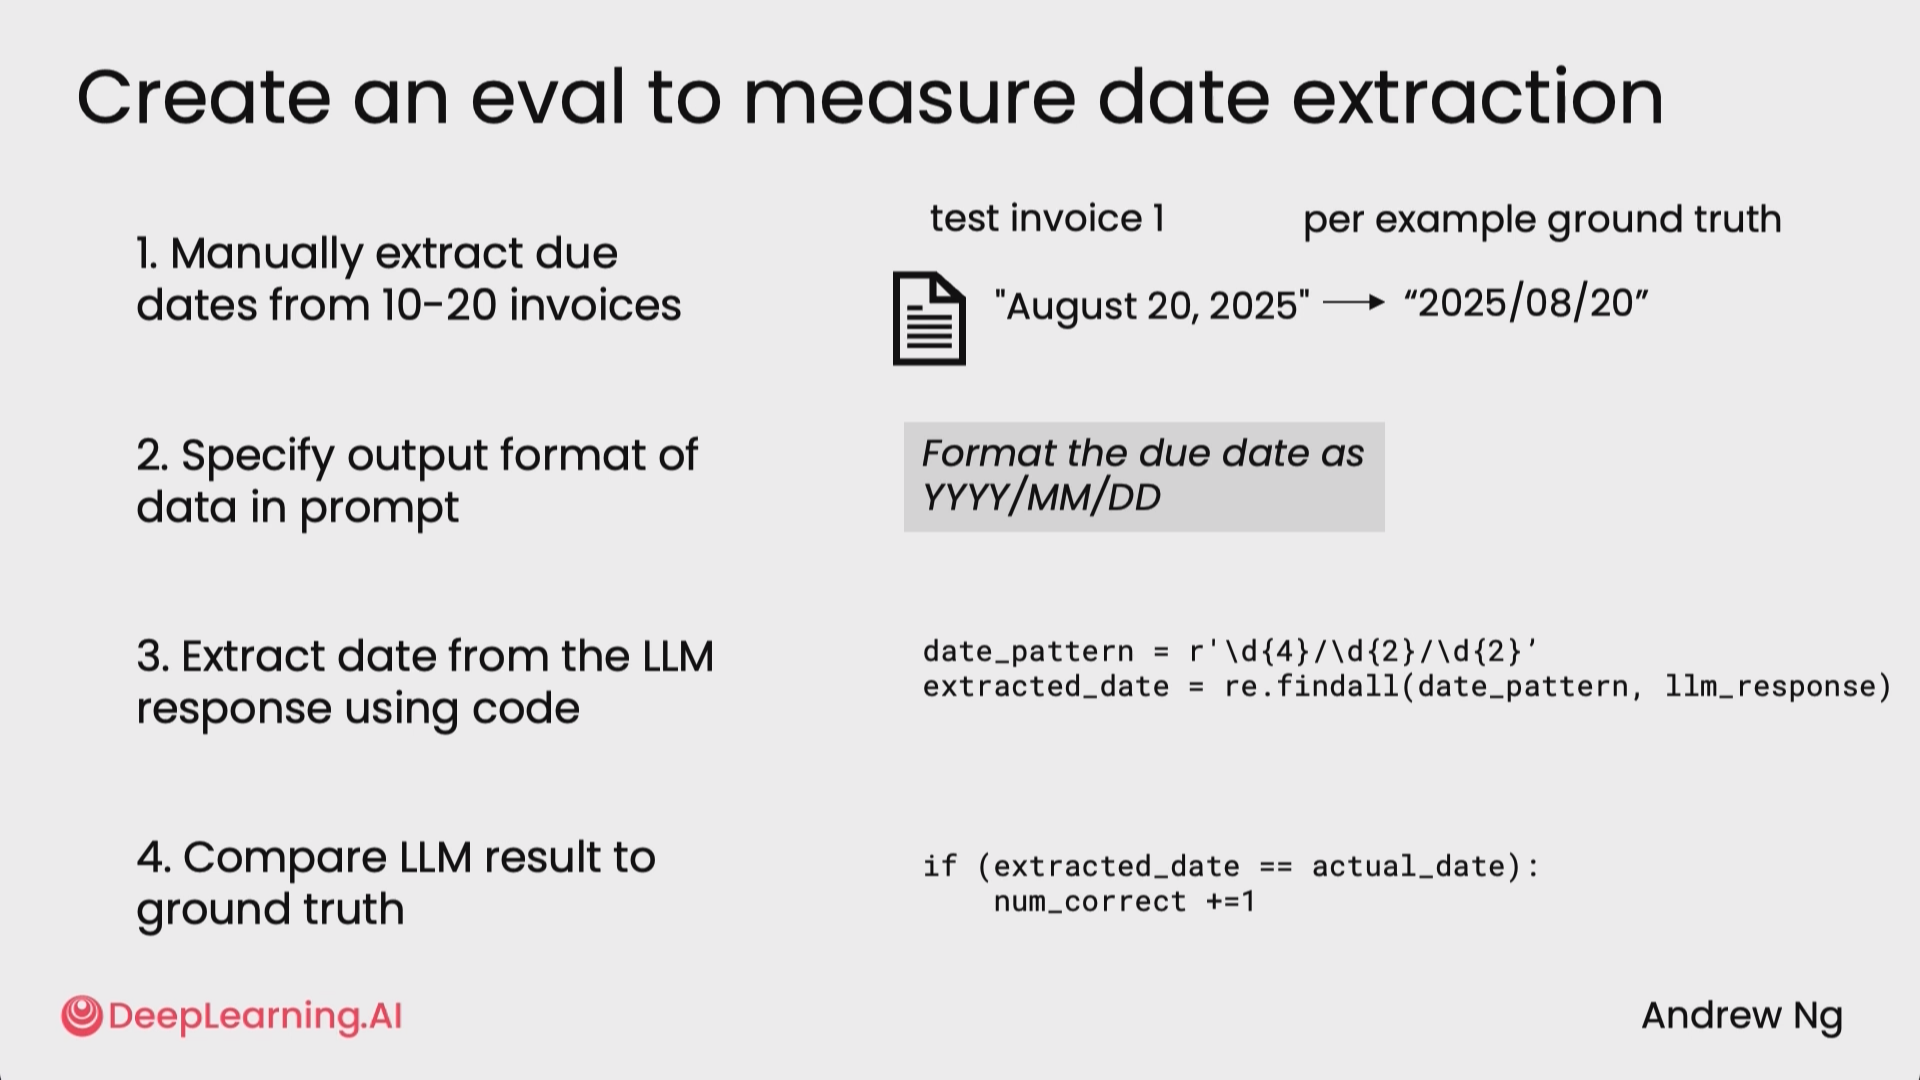 Create an eval to measure date extraction
1. Manually extract due
dates from 10-20 invoices
test invoice 1
per example ground truth
"August 20, 2025"
“2025/08/20”
2. Specify output format of
data in prompt
Format the due date as
YYYY/MM/DD
3. Extract date from the LLM
response using code
date_pattern = r'\d{4}/\d{2}/\d{2}’
extracted_date = re.findall(date_pattern, llm_response)
4. Compare LLM result to
ground truth
if (extracted_date == actual_date):
    num_correct +=1
DeepLearning.AI
Andrew Ng